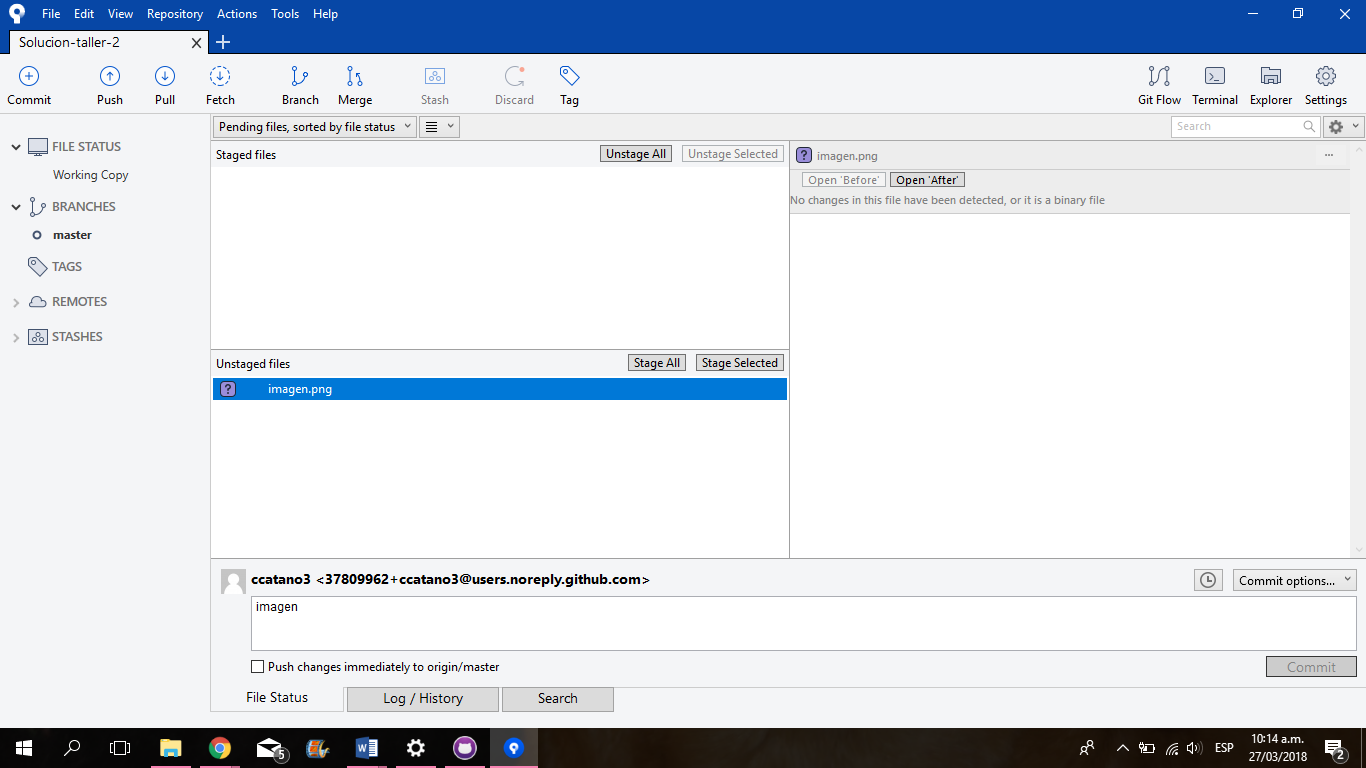 File Edit View Repository Actions Tools Help
Solucion-taller-2
Commit Push Pull Fetch Branch Merge Stash Discard Tag Git Flow Terminal Explorer Settings
Pending files, sorted by file status Search
FILE STATUS
Working Copy
BRANCHES
master
TAGS
REMOTES
STASHES
Staged files Unstage All Unstage Selected
Unstaged files Stage All Stage Selected
? imagen.png
? imagen.png ...
Open 'Before' Open 'After'
No changes in this file have been detected, or it is a binary file
ccatano3 <37809962+ccatano3@users.noreply.github.com> Commit options...
imagen
Push changes immediately to origin/master Commit
File Status Log / History Search
5 ESP 10:14 a.m.
27/03/2018 2